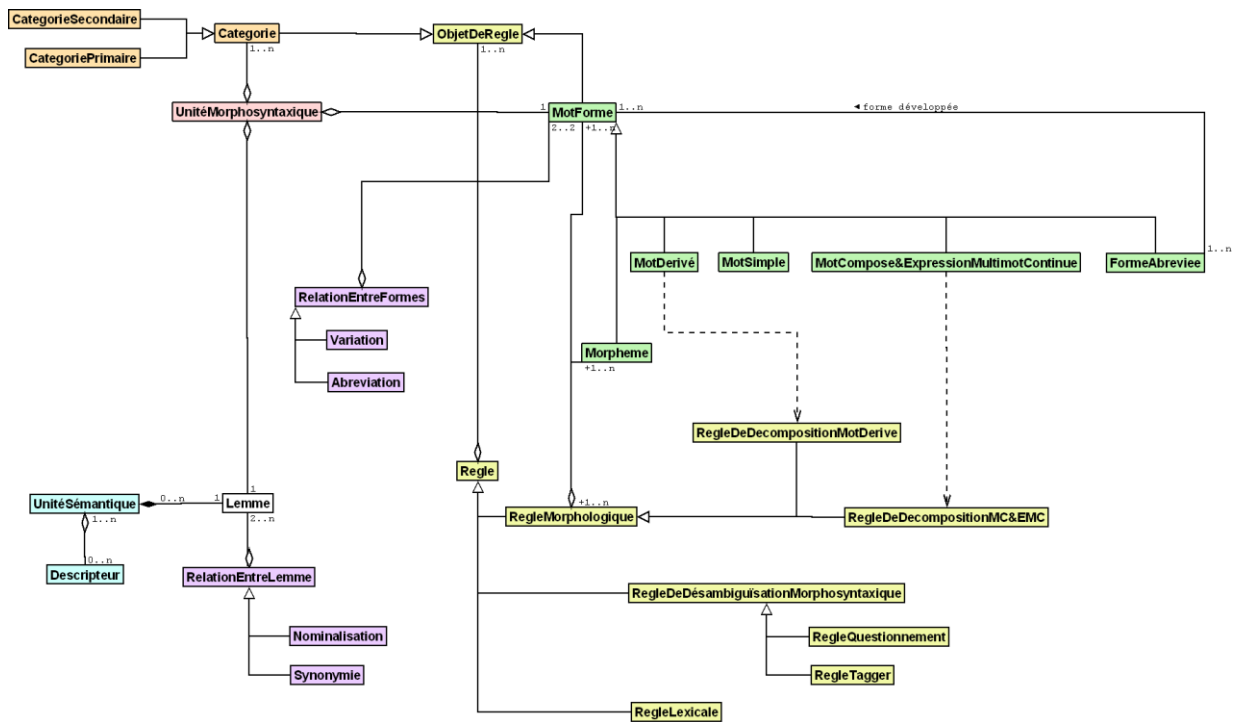 CategorieSecondaire
Categorie
ObjetDeRegle
1..n
1..n
CategoriePrimaire
UnitéMorphosyntaxique
1
MotForme
1..n
◄ forme développée
2..2
+1..n
1..n
MotDerivé
MotSimple
MotCompose&ExpressionMultimotContinue
FormeAbreviee
RelationEntreFormes
Variation
Morpheme
+1..n
Abreviation
RegleDeDecompositionMotDerive
Regle
0..n
1
1
+1..n
UnitéSémantique
Lemme
1..n
2..n
RegleMorphologique
RegleDeDecompositionMC&EMC
0..n
Descripteur
RelationEntreLemme
RegleDeDésambiguïsationMorphosyntaxique
Nominalisation
RegleQuestionnement
Synonymie
RegleTagger
RegleLexicale